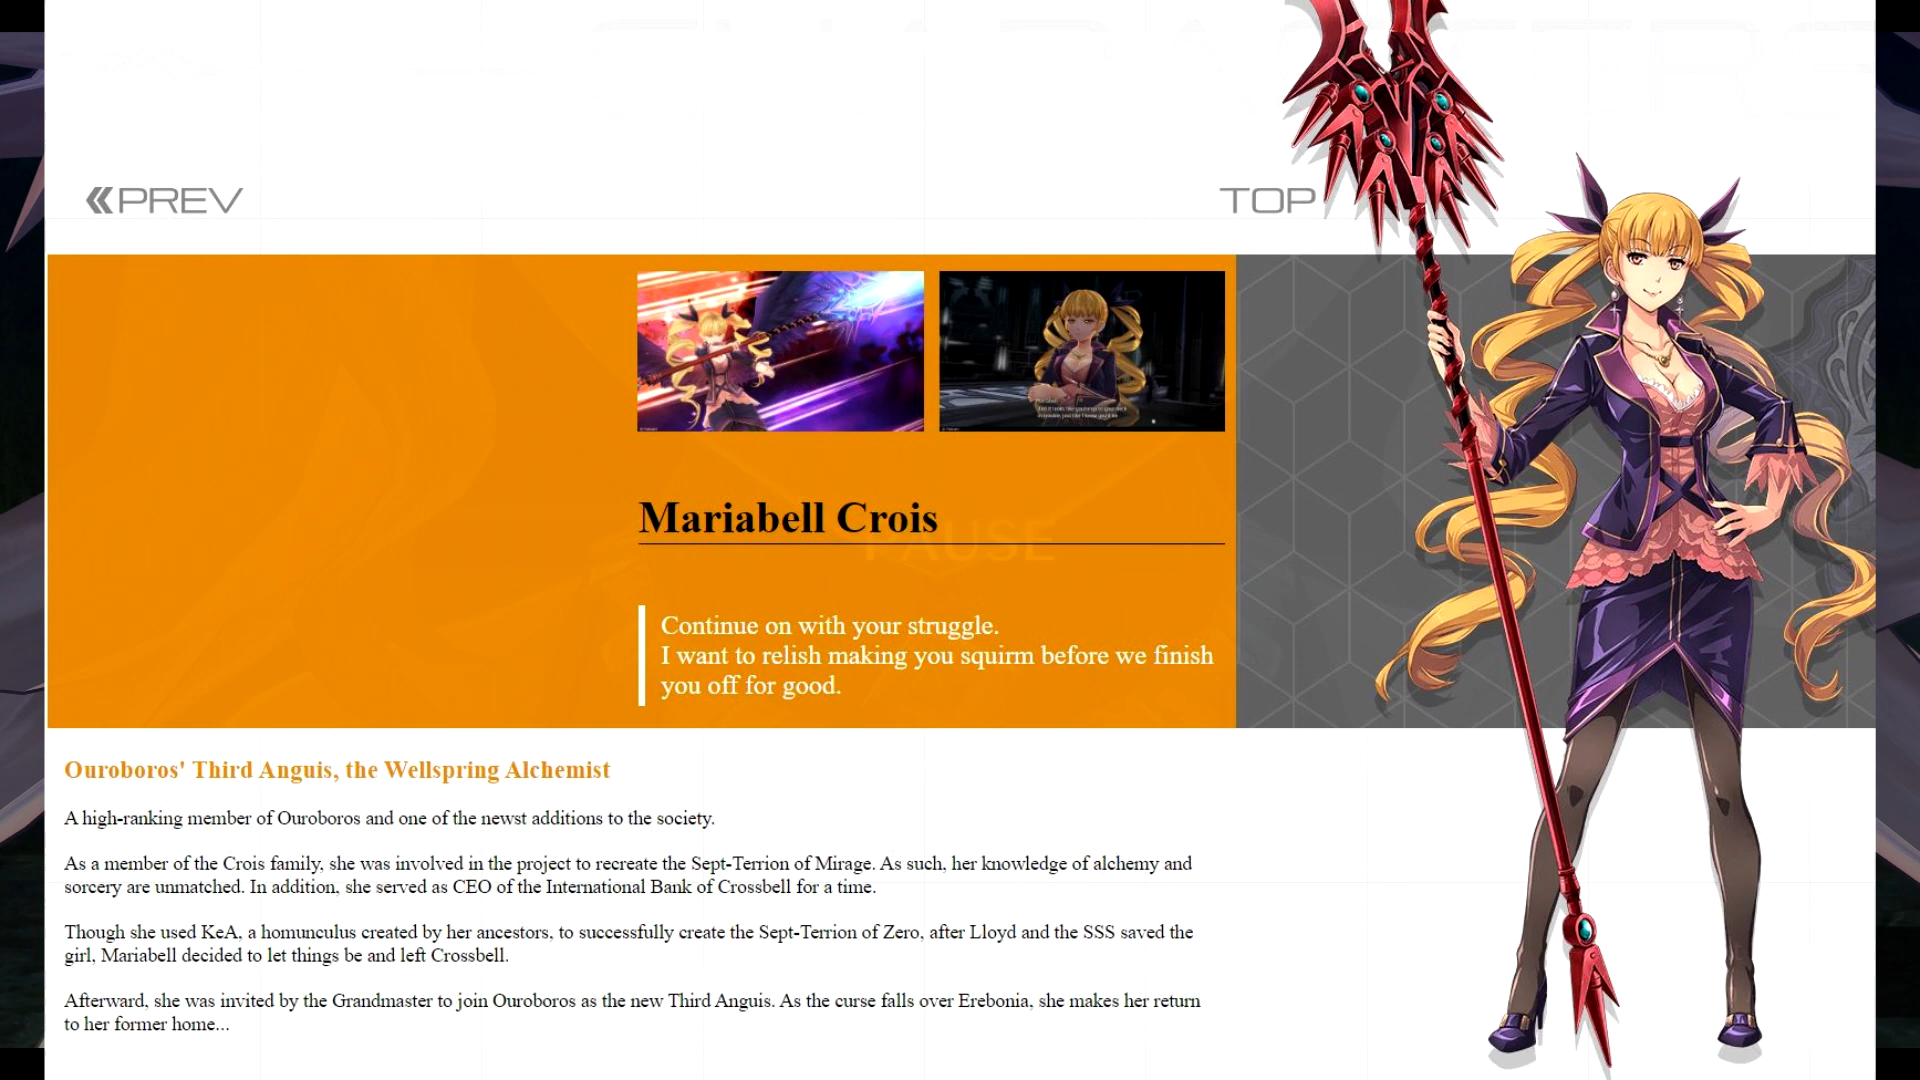 PREV
TOP
Mariabell Crois
PAUSE
Continue on with your struggle.
I want to relish making you squirm before we finish
you off for good.
Ouroboros' Third Anguis, the Wellspring Alchemist
A high-ranking member of Ouroboros and one of the newst additions to the society.
As a member of the Crois family, she was involved in the project to recreate the Sept-Terrion of Mirage. As such, her knowledge of alchemy and
sorcery are unmatched. In addition, she served as CEO of the International Bank of Crossbell for a time.
Though she used KeA, a homunculus created by her ancestors, to successfully create the Sept-Terrion of Zero, after Lloyd and the SSS saved the
girl, Mariabell decided to let things be and left Crossbell.
Afterward, she was invited by the Grandmaster to join Ouroboros as the new Third Anguis. As the curse falls over Erebonia, she makes her return
to her former home...